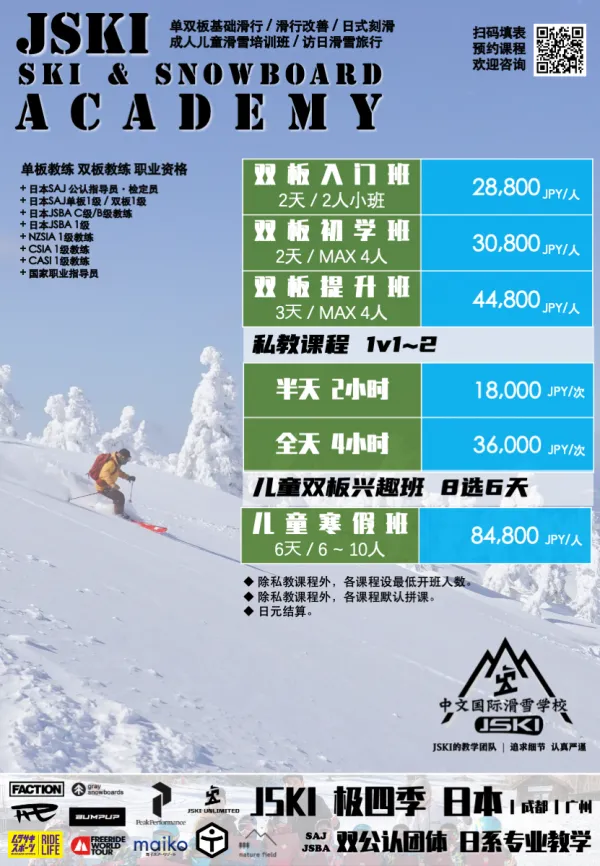 JSKI
SKI & SNOWBOARD
ACADEMY
单双板基础滑行 / 滑行改善 / 日式刻滑
成人儿童滑雪培训班 / 访日滑雪旅行
扫码填表
预约课程
欢迎咨询
单板教练 双板教练 职业资格
+ 日本SAJ 公认指导员·检定员
+ 日本SAJ单板1级 / 双板1级
+ 日本JSBA C级/B级教练
+ 日本JSBA 1级
+ NZSIA 1级教练
+ CSIA 1级教练
+ CASI 1级教练
+ 国家职业指导员
双板入门班
2天 / 2人小班
28,800 JPY/人
双板初学班
2天 / MAX 4人
30,800 JPY/人
双板提升班
3天 / MAX 4人
44,800 JPY/人
私教课程 1v1~2
半天 2小时
18,000 JPY/次
全天 4小时
36,000 JPY/次
儿童双板兴趣班 8选6天
儿童寒假班
6天 / 6 ~ 10人
84,800 JPY/人
◆ 除私教课程外，各课程设最低开班人数。
◆ 除私教课程外，各课程默认拼课。
◆ 日元结算。
中文国际滑雪学校
JSKI
JSKI的教学团队 | 追求细节 认真严谨
FACTION
gray snowboards
BUMPUP
PeakPerformance
JSKI UNLIMITED
ムラサキスポーツ
RIDE LIFE
FREERIDE WORLD TOUR
maiko
nature field
JSKI 极四季 日本 | 成都 | 广州
SAJ
JSBA
双公认团体 日系专业教学